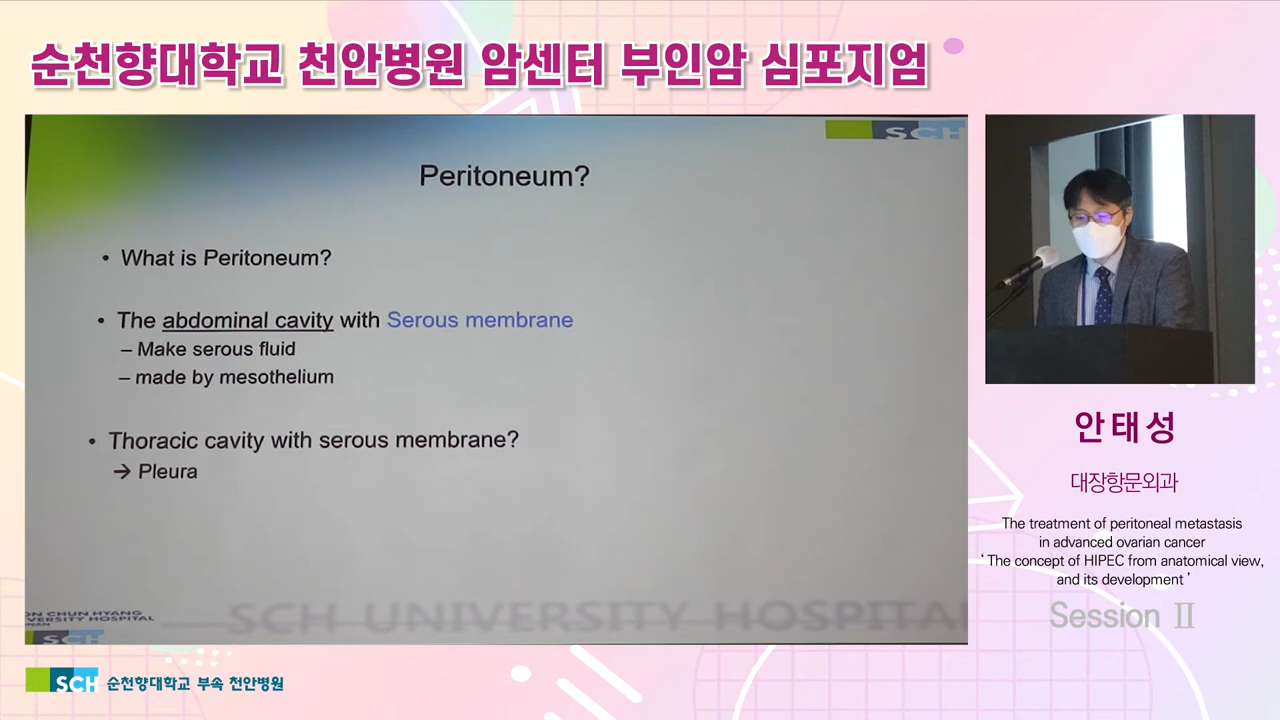 순천향대학교 천안병원 암센터 부인암 심포지엄
SCH
Peritoneum?
• What is Peritoneum?
• The abdominal cavity with Serous membrane
– Make serous fluid
– made by mesothelium
• Thoracic cavity with serous membrane?
→ Pleura
ON CHUN HYANG
VERSITY HOSPITAL
SCH UNIVERSITY HOSPITAL
SCH
안태성
대장항문외과
The treatment of peritoneal metastasis
in advanced ovarian cancer
‘ The concept of HIPEC from anatomical view,
and its development ’
Session Ⅱ
SCH 순천향대학교 부속 천안병원